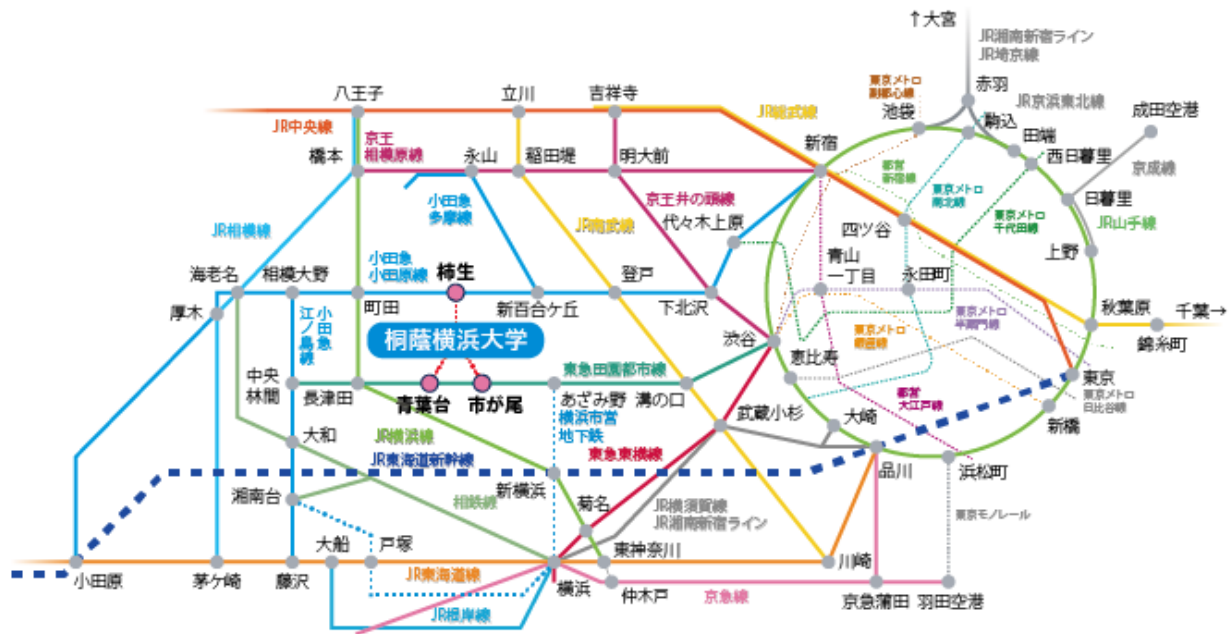 ↑大宮
JR湘南新宿ライン
JR埼京線
東京メトロ
副都心線
赤羽
八王子
立川
吉祥寺
JR総武線
池袋
JR京浜東北線
駒込
成田空港
JR中央線
京王
相模原線
橋本
永山
稲田堤
明大前
新宿
田端
西日暮里
京成線
都営
新宿線
東京メトロ
南北線
日暮里
小田急
多摩線
京王井の頭線
代々木上原
東京メトロ
千代田線
JR山手線
JR相模線
JR南武線
四ツ谷
上野
小田急
小田原線
海老名
相模大野
柿生
登戸
青山
一丁目
永田町
厚木
町田
新百合ケ丘
下北沢
秋葉原
千葉→
小田急
江ノ島線
東京メトロ
半蔵門線
錦糸町
桐蔭横浜大学
渋谷
東京メトロ
銀座線
恵比寿
東急田園都市線
中央
林間
長津田
青葉台
市が尾
あざみ野
溝の口
東京
東京メトロ
日比谷線
都営
大江戸線
横浜市営
地下鉄
武蔵小杉
大崎
新橋
大和
JR横浜線
東急東横線
JR東海道新幹線
品川
浜松町
湘南台
相鉄線
新横浜
菊名
JR横須賀線
JR湘南新宿ライン
東京モノレール
大船
戸塚
東神奈川
川崎
小田原
茅ケ崎
藤沢
JR東海道線
横浜
仲木戸
京急線
京急蒲田
羽田空港
JR根岸線